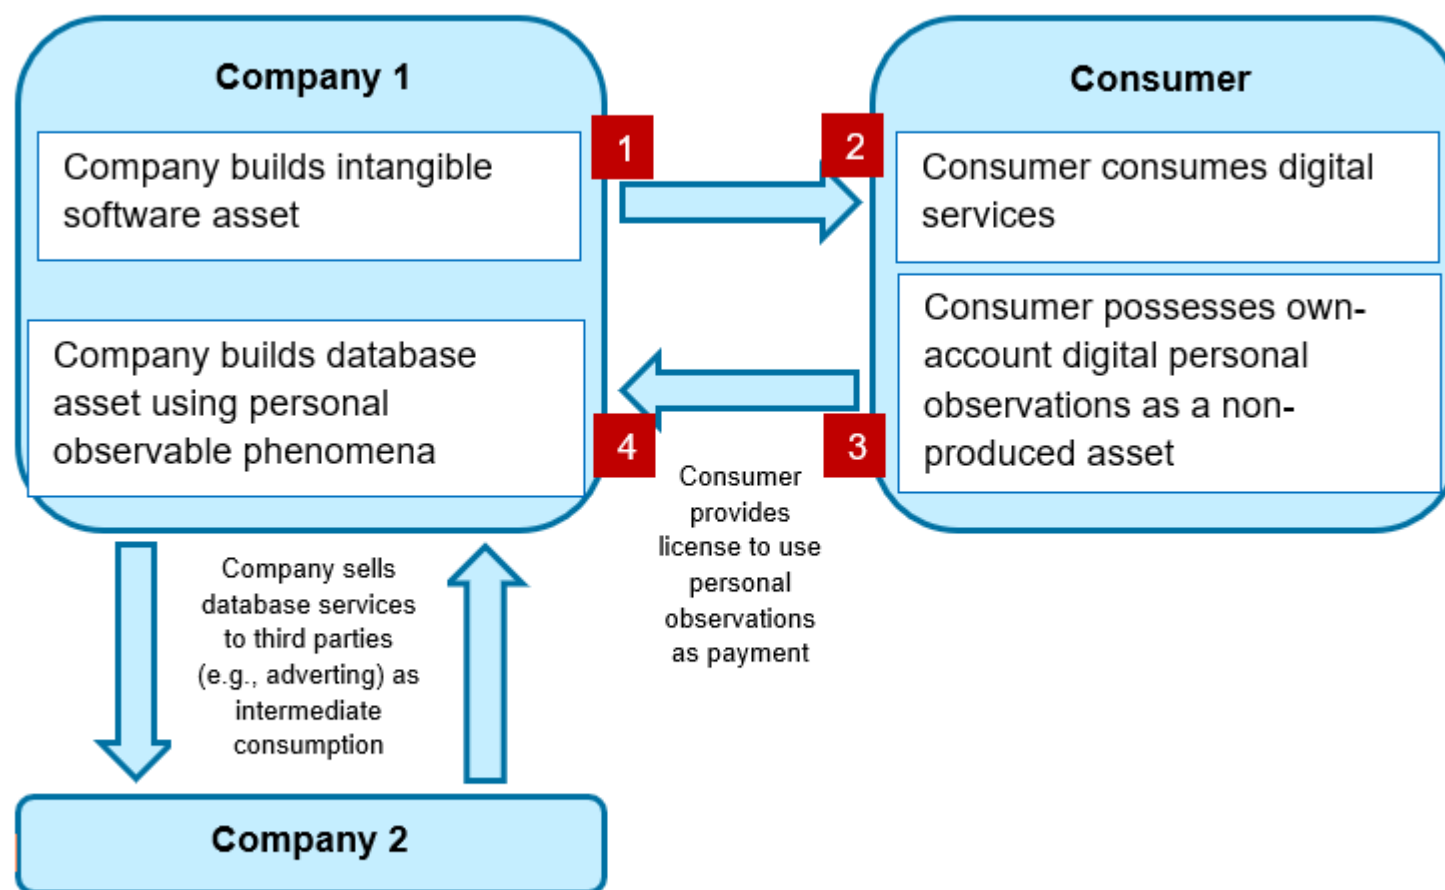 Company 1
Company builds intangible
software asset
Company builds database
asset using personal
observable phenomena
1
2
Consumer
Consumer consumes digital
services
Consumer possesses own-
account digital personal
observations as a non-
produced asset
4
3
Consumer
provides
license to use
personal
observations
as payment
Company sells
database services
to third parties
(e.g., adverting) as
intermediate
consumption
Company 2